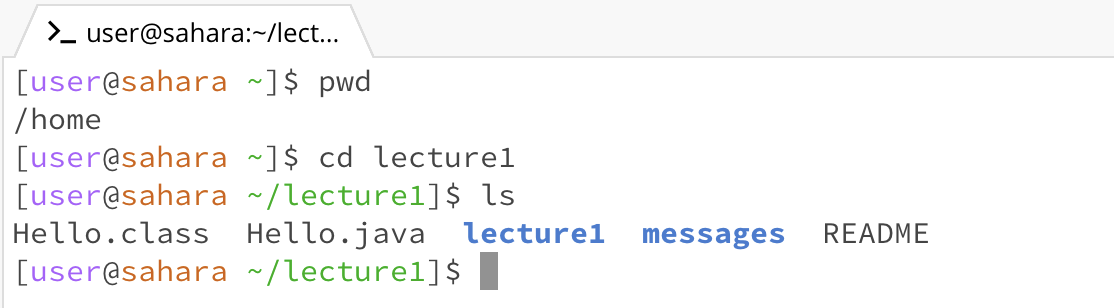 >_ user@sahara:~/lect...
[user@sahara ~]$ pwd
/home
[user@sahara ~]$ cd lecture1
[user@sahara ~/lecture1]$ ls
Hello.class  Hello.java  lecture1  messages  README
[user@sahara ~/lecture1]$